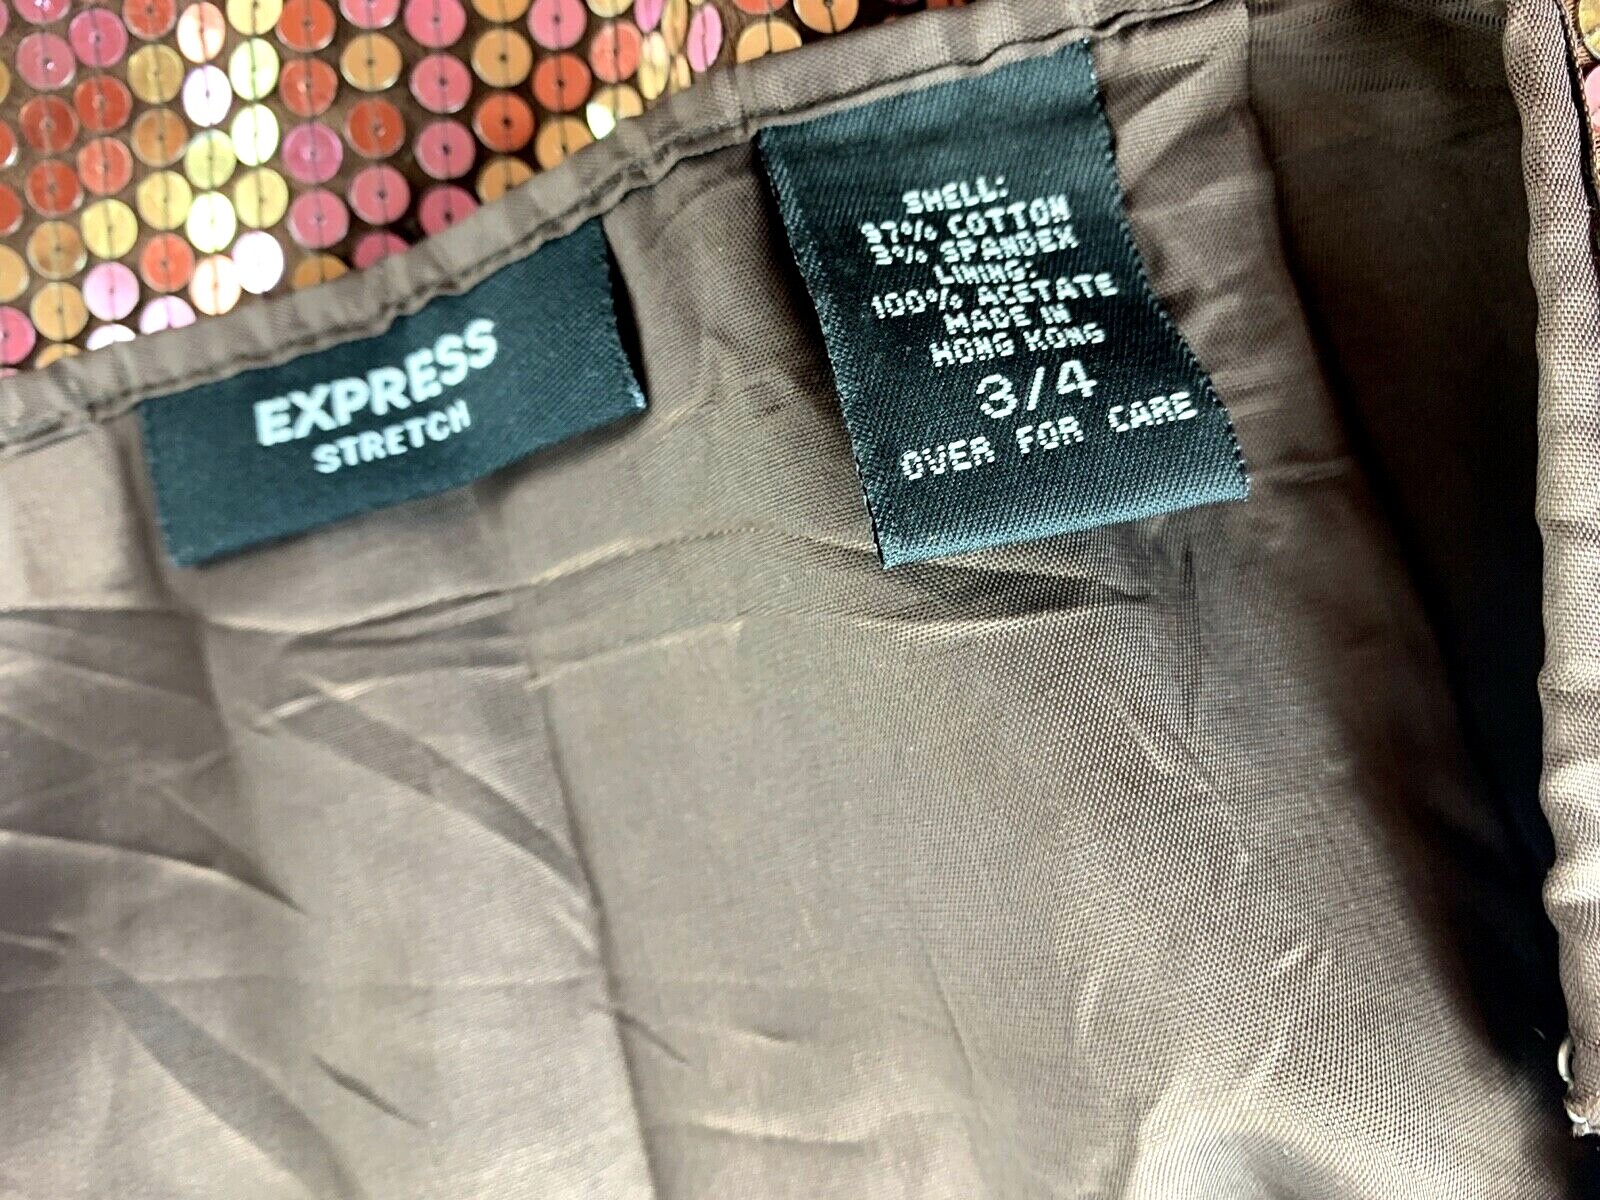 EXPRESS
STRETCH
SHELL:
97% COTTON
3% SPANDEX
LINING:
100% ACETATE
MADE IN
HONG KONG
3/4
OVER FOR CARE